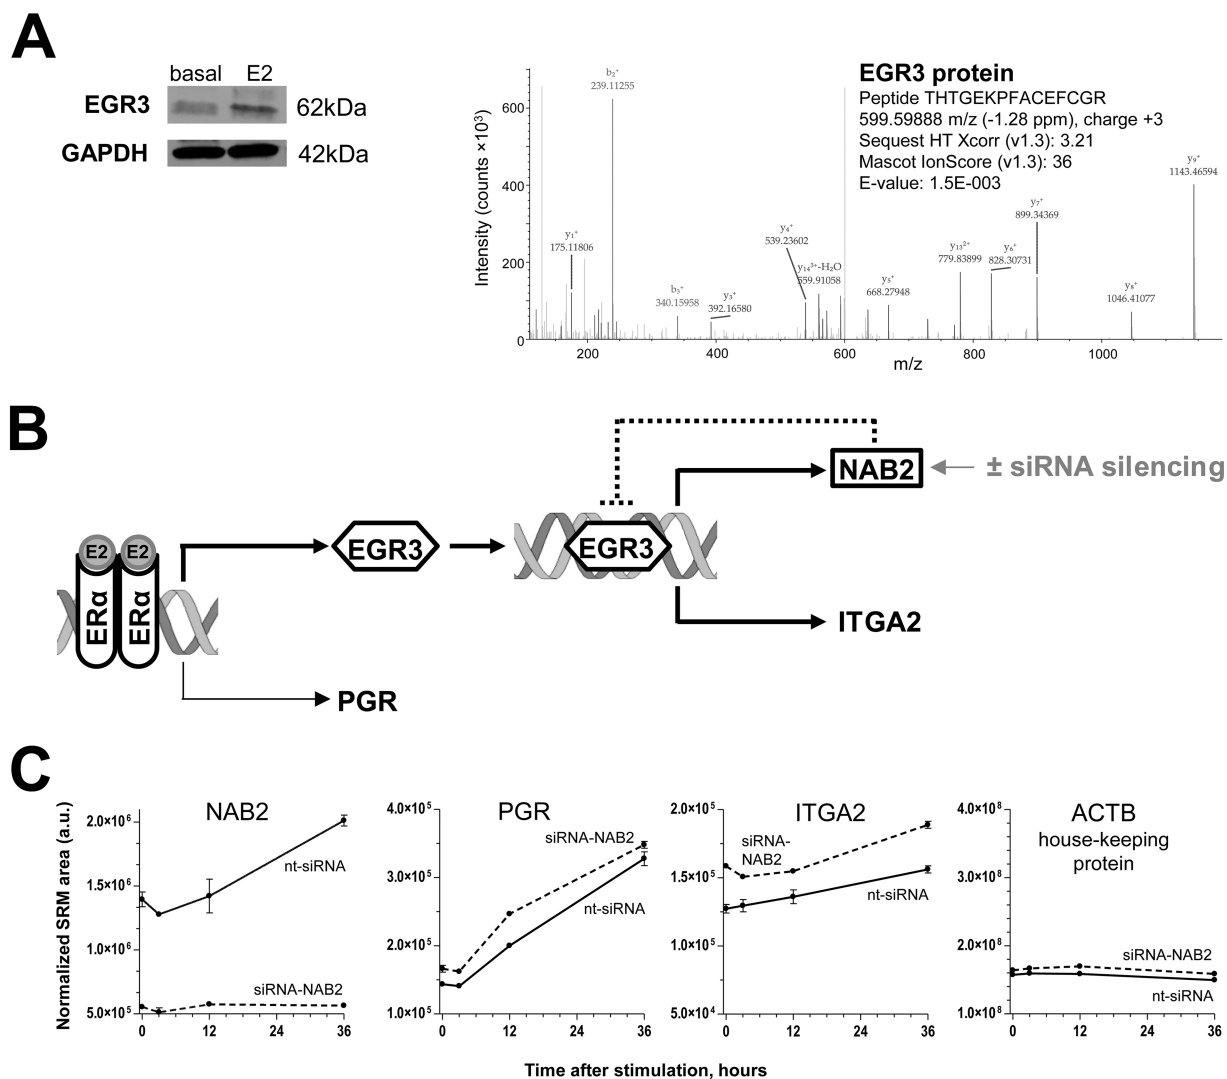 A
basal E2
EGR3 62kDa
GAPDH 42kDa
Intensity (counts ×10³)
600
400
200
0
200 400 600 800 1000
m/z
b₂⁺
239.11255
y₁⁺
175.11806
b₃⁺
340.15958
y₃⁺
392.16580
y₄⁺
539.23602
y₁₄³⁺-H₂O
559.91058
y₅⁺
668.27948
y₁₃²⁺
779.83899
y₆⁺
828.30731
y₇⁺
899.34369
y₈⁺
1046.41077
y₉⁺
1143.46594
EGR3 protein
Peptide THTGEKPFACEFCGR
599.59888 m/z (-1.28 ppm), charge +3
Sequest HT Xcorr (v1.3): 3.21
Mascot IonScore (v1.3): 36
E-value: 1.5E-003
B
NAB2
± siRNA silencing
E2 E2
ERα ERα
EGR3
EGR3
ITGA2
PGR
C
Normalized SRM area (a.u.)
NAB2
2.0×10⁶
1.5×10⁶
1.0×10⁶
5.0×10⁵
nt-siRNA
siRNA-NAB2
0 12 24 36
PGR
4.0×10⁵
3.0×10⁵
2.0×10⁵
1.0×10⁵
siRNA-NAB2
nt-siRNA
0 12 24 36
ITGA2
2.0×10⁵
1.5×10⁵
1.0×10⁵
5.0×10⁴
siRNA-
NAB2
nt-siRNA
0 12 24 36
ACTB
house-keeping
protein
4.0×10⁸
3.0×10⁸
2.0×10⁸
1.0×10⁸
siRNA-NAB2
nt-siRNA
0 12 24 36
Time after stimulation, hours